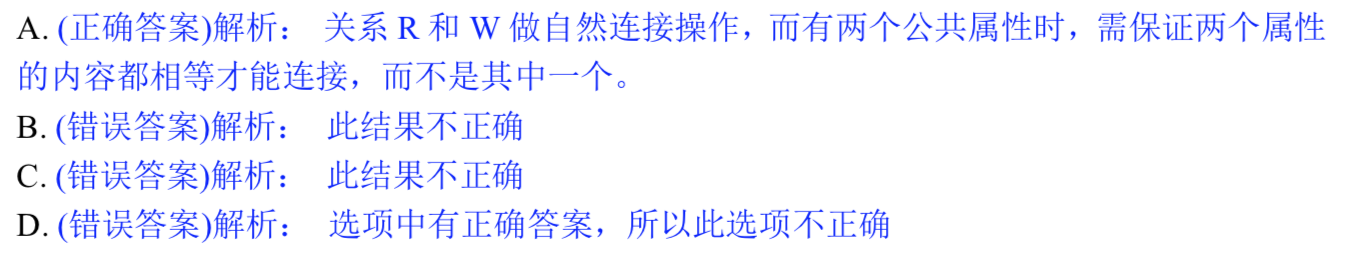 A. (正确答案)解析： 关系 R 和 W 做自然连接操作，而有两个公共属性时，需保证两个属性
的内容都相等才能连接，而不是其中一个。
B. (错误答案)解析： 此结果不正确
C. (错误答案)解析： 此结果不正确
D. (错误答案)解析： 选项中有正确答案，所以此选项不正确